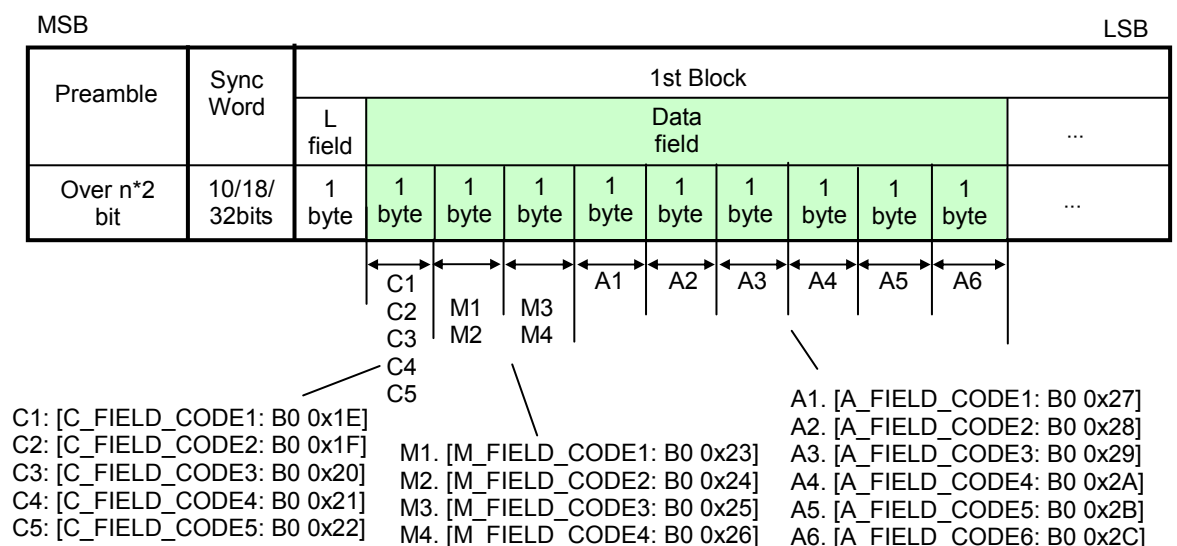 MSB LSB
Preamble Sync Word 1st Block
L field Data field ...
Over n*2 bit 10/18/ 32bits 1 byte 1 byte 1 byte 1 byte 1 byte 1 byte 1 byte 1 byte 1 byte 1 byte ...
C1 A1 A2 A3 A4 A5 A6
C2 M1 M3
C3 M2 M4
C4
C5
C1: [C_FIELD_CODE1: B0 0x1E]
C2: [C_FIELD_CODE2: B0 0x1F]
C3: [C_FIELD_CODE3: B0 0x20]
C4: [C_FIELD_CODE4: B0 0x21]
C5: [C_FIELD_CODE5: B0 0x22]
M1. [M_FIELD_CODE1: B0 0x23]
M2. [M_FIELD_CODE2: B0 0x24]
M3. [M_FIELD_CODE3: B0 0x25]
M4. [M_FIELD_CODE4: B0 0x26]
A1. [A_FIELD_CODE1: B0 0x27]
A2. [A_FIELD_CODE2: B0 0x28]
A3. [A_FIELD_CODE3: B0 0x29]
A4. [A_FIELD_CODE4: B0 0x2A]
A5. [A_FIELD_CODE5: B0 0x2B]
A6. [A_FIELD_CODE6: B0 0x2C]